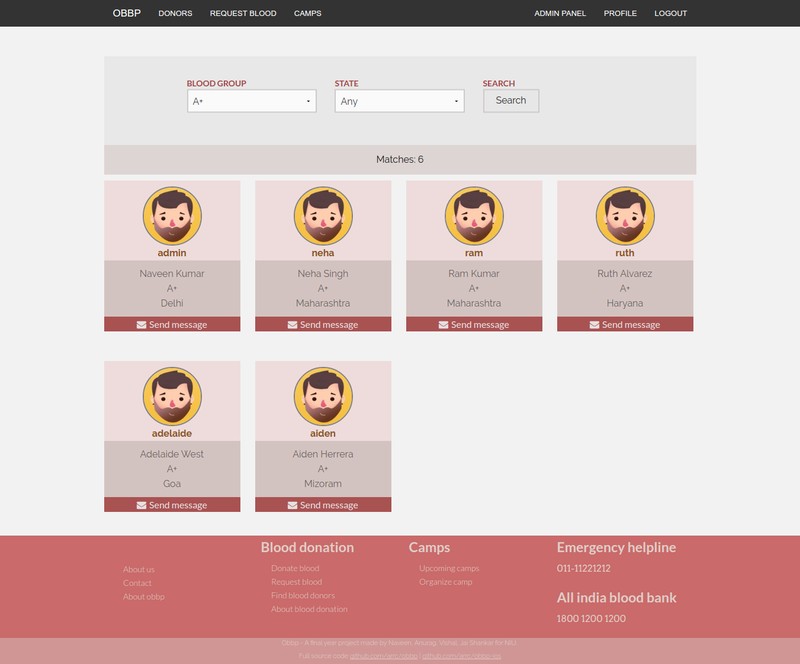 OBBP DONORS REQUEST BLOOD CAMPS ADMIN PANEL PROFILE LOGOUT
BLOOD GROUP STATE SEARCH
A+ Any Search
Matches: 6
admin neha ram ruth
Naveen Kumar Neha Singh Ram Kumar Ruth Alvarez
A+ A+ A+ A+
Delhi Maharashtra Maharashtra Haryana
Send message Send message Send message Send message
adelaide aiden
Adelaide West Aiden Herrera
A+ A+
Goa Mizoram
Send message Send message
Blood donation Camps Emergency helpline
About us Donate blood Upcoming camps 011-11221212
Contact Request blood Organize camp
About obbp Find blood donors All india blood bank
About blood donation 1800 1200 1200
Obbp - A final year project made by Naveen, Anurag, Vishal, Jai Shankar for MLI.
Full source code